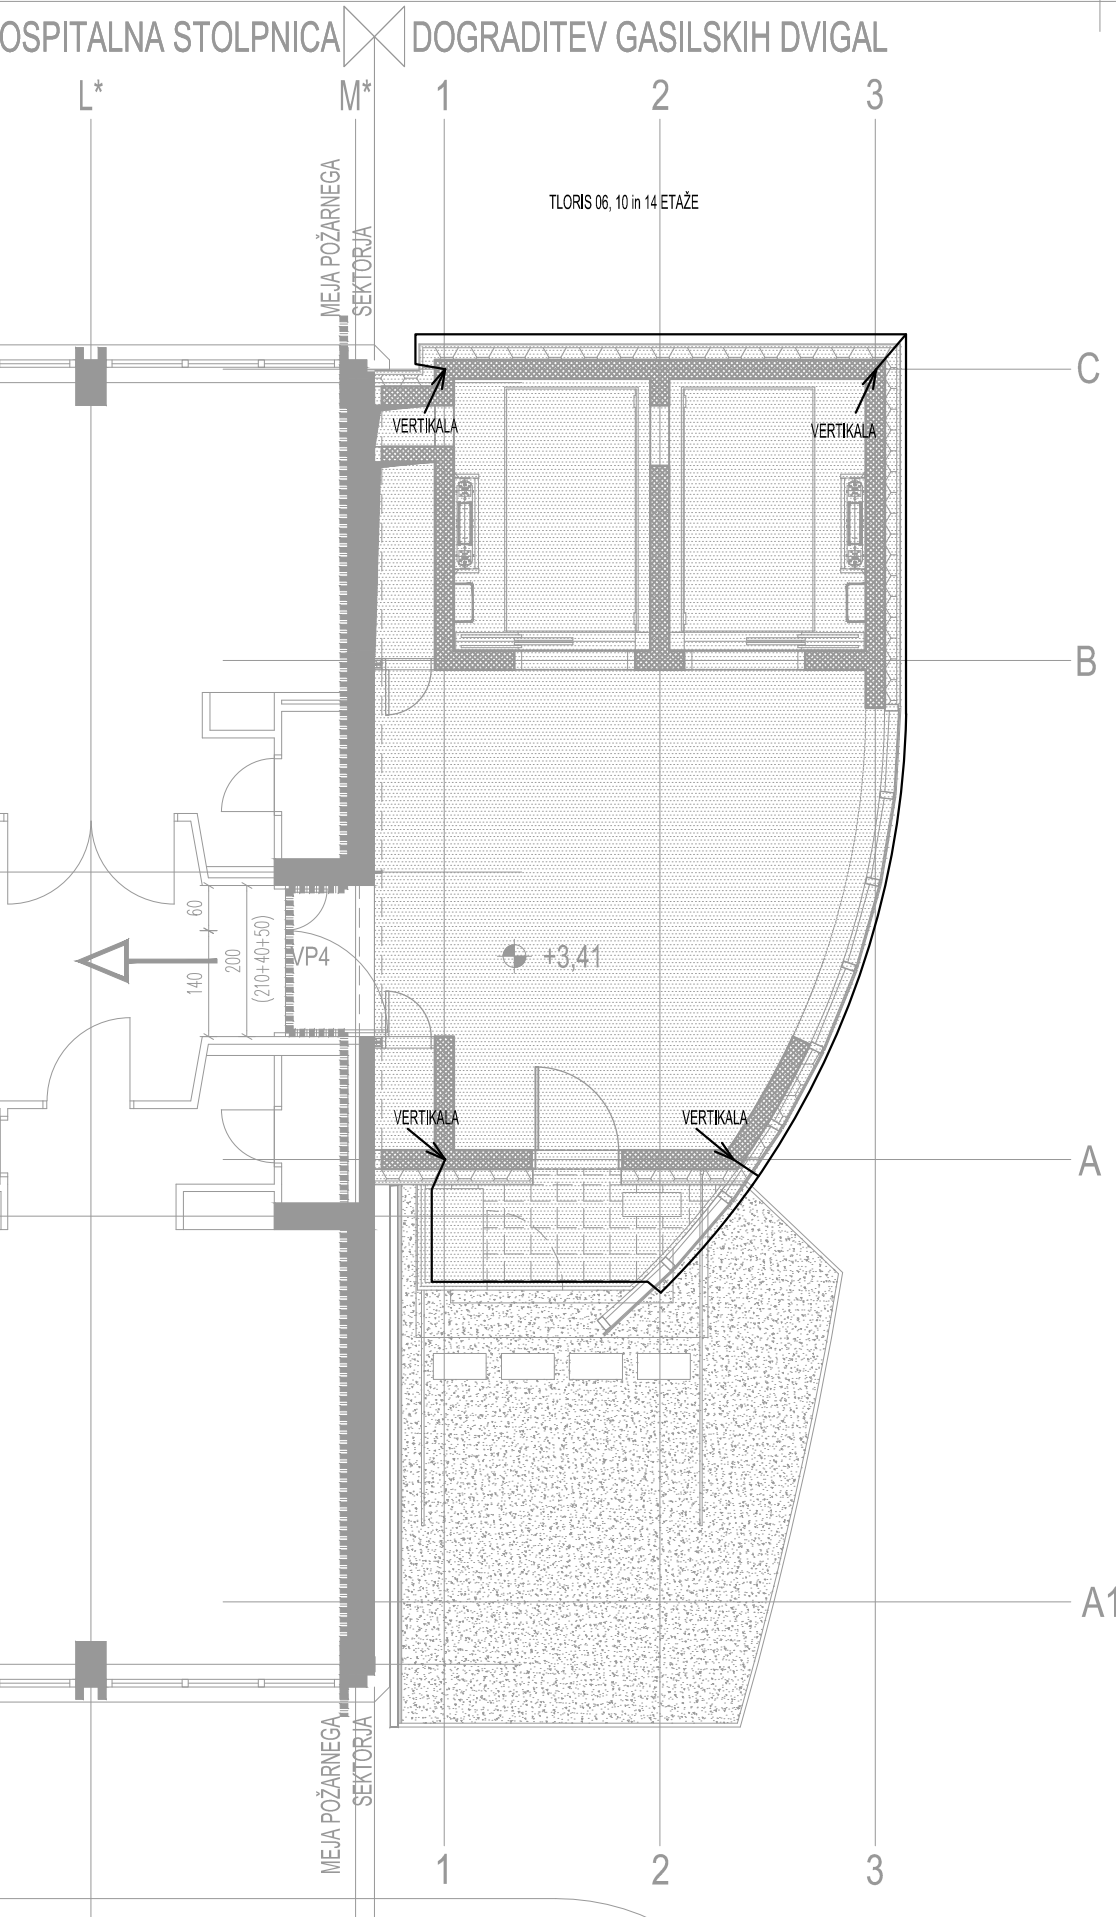 OSPITALNA STOLPNICA
DOGRADITEV GASILSKIH DVIGAL
L*
M*
1
2
3
MEJA POŽARNEGA
SEKTORJA
TLORIS 06, 10 in 14 ETAŽE
C
VERTIKALA
VERTIKALA
B
60
140
200
(210+40+50)
VP4
+3,41
VERTIKALA
VERTIKALA
A
A1
MEJA POŽARNEGA
SEKTORJA
1
2
3